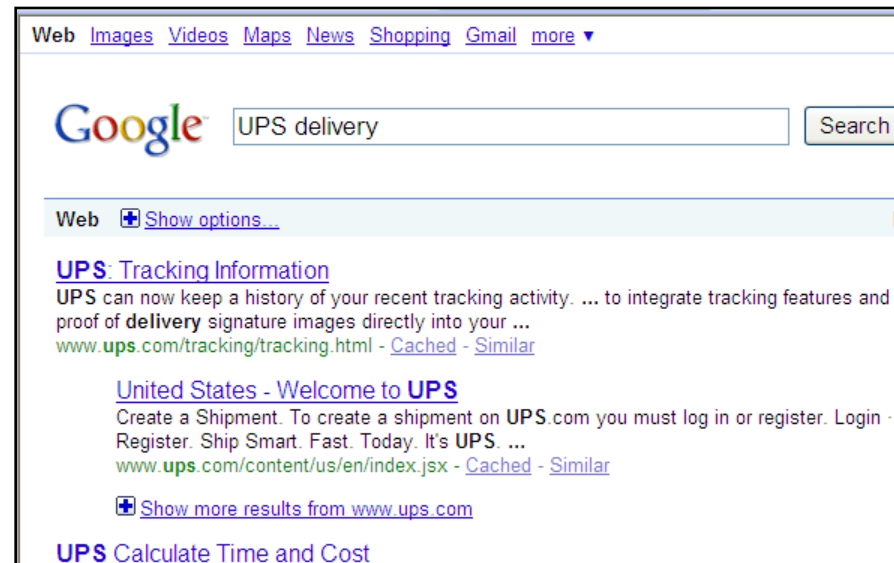 Web Images Videos Maps News Shopping Gmail more ▼
Google UPS delivery Search
Web Show options...
UPS: Tracking Information
UPS can now keep a history of your recent tracking activity. ... to integrate tracking features and
proof of delivery signature images directly into your ...
www.ups.com/tracking/tracking.html - Cached - Similar
United States - Welcome to UPS
Create a Shipment. To create a shipment on UPS.com you must log in or register. Login -
Register. Ship Smart. Fast. Today. It's UPS. ...
www.ups.com/content/us/en/index.jsx - Cached - Similar
Show more results from www.ups.com
UPS Calculate Time and Cost